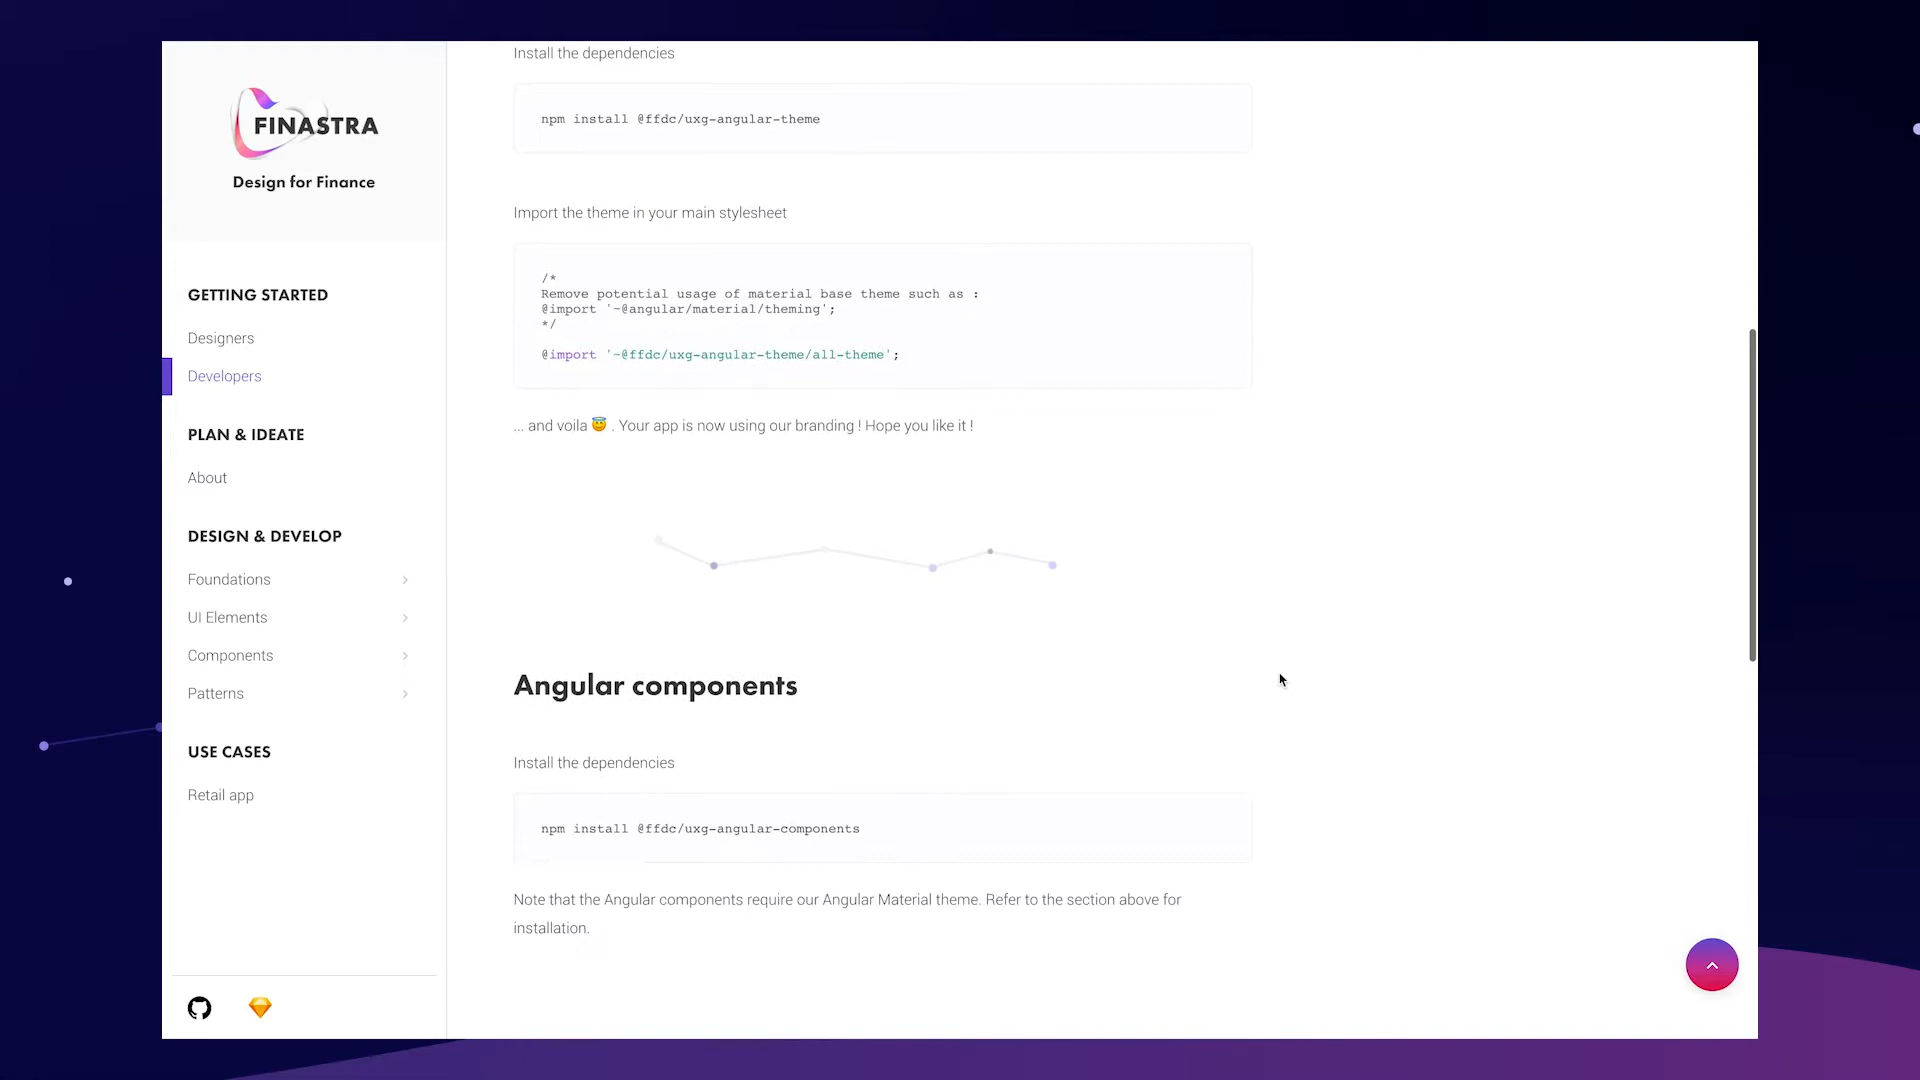 FINASTRA
Design for Finance
GETTING STARTED
Designers
Developers
PLAN & IDEATE
About
DESIGN & DEVELOP
Foundations
UI Elements
Components
Patterns
USE CASES
Retail app
Install the dependencies
npm install @ffdc/uxg-angular-theme
Import the theme in your main stylesheet
/*
Remove potential usage of material base theme such as :
@import '~@angular/material/theming';
*/
@import '~@ffdc/uxg-angular-theme/all-theme';
... and voila 😇 . Your app is now using our branding ! Hope you like it !
Angular components
Install the dependencies
npm install @ffdc/uxg-angular-components
Note that the Angular components require our Angular Material theme. Refer to the section above for
installation.